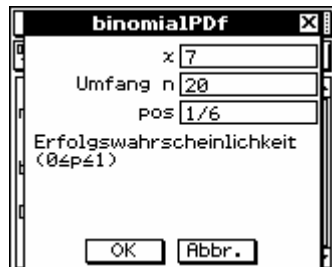 binomialPDf
x 7
Umfang n 20
pos 1/6
Erfolgswahrscheinlichkeit
(0≤p≤1)
OK Abbr.